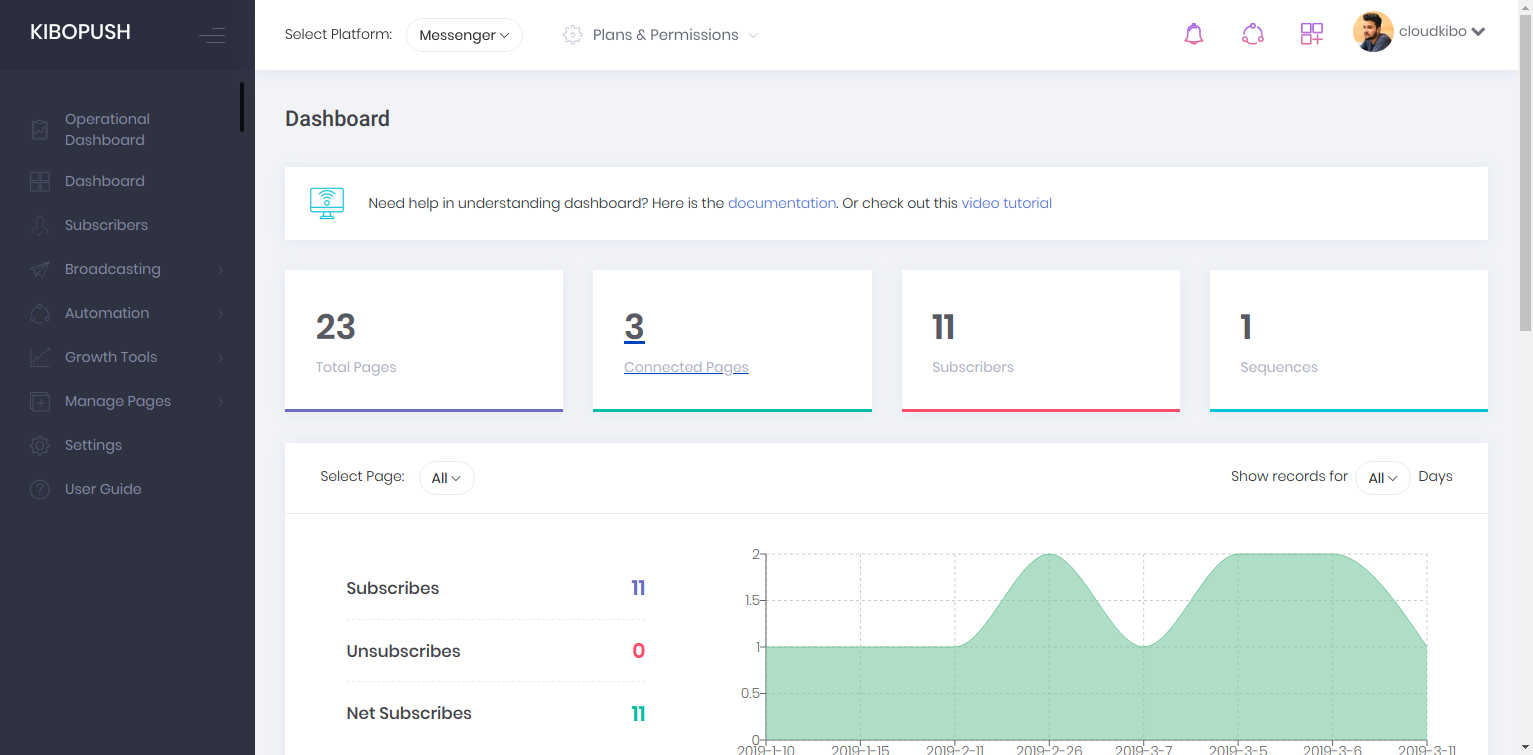 KIBOPUSH
Select Platform: Messenger Plans & Permissions cloudkibo
Operational
Dashboard
Dashboard
Subscribers
Broadcasting
Automation
Growth Tools
Manage Pages
Settings
User Guide
Dashboard
Need help in understanding dashboard? Here is the documentation. Or check out this video tutorial
23
Total Pages
3
Connected Pages
11
Subscribers
1
Sequences
Select Page: All
Show records for All Days
Subscribes 11
Unsubscribes 0
Net Subscribes 11
2
1.5
1
0.5
0
2019-1-10 2019-1-15 2019-2-11 2019-2-26 2019-3-7 2019-3-5 2019-3-6 2019-3-11